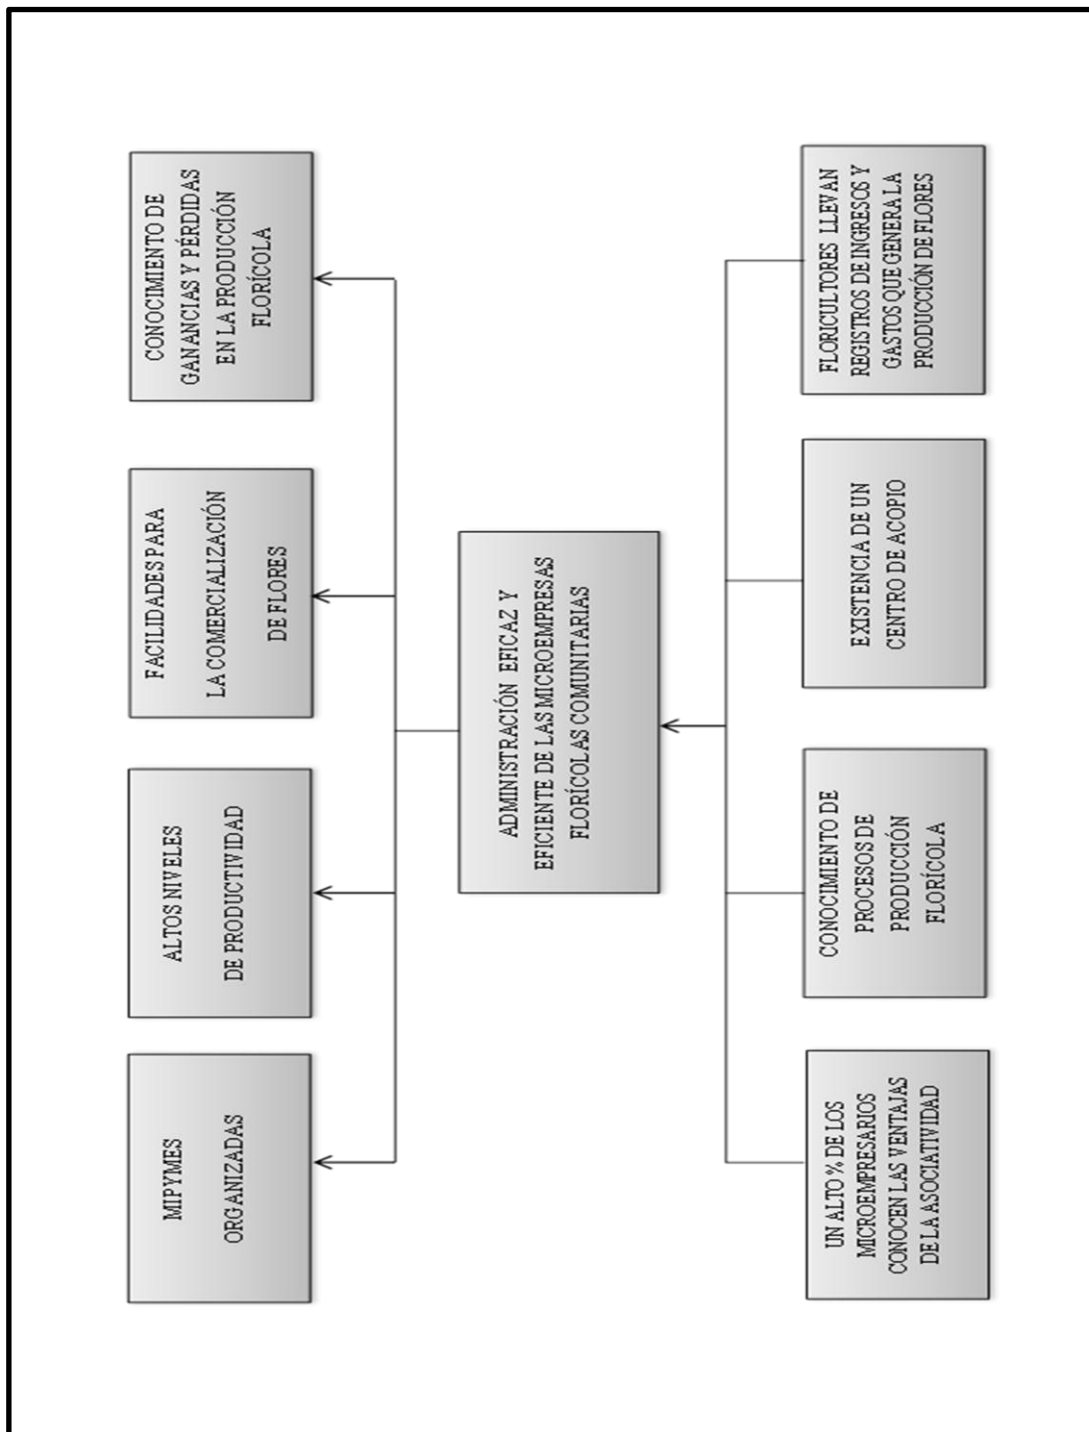 MIPYMES
ORGANIZADAS
ALTOS NIVELES
DE PRODUCTIVIDAD
FACILIDADES PARA
LA COMERCIALIZACIÓN
DE FLORES
CONOCIMIENTO DE
GANANCIAS Y PÉRDIDAS
EN LA PRODUCCIÓN
FLORÍCOLA
ADMINISTRACIÓN EFICAZ Y
EFICIENTE DE LAS MICROEMPRESAS
FLORÍCOLAS COMUNITARIAS
UN ALTO % DE LOS
MICROEMPRESARIOS
CONOCEN LAS VENTAJAS
DE LA ASOCIATIVIDAD
CONOCIMIENTO DE
PROCESOS DE
PRODUCCIÓN
FLORÍCOLA
EXISTENCIA DE UN
CENTRO DE ACOPIO
FLORICULTORES LLEVAN
REGISTROS DE INGRESOS Y
GASTOS QUE GENERA LA
PRODUCCIÓN DE FLORES